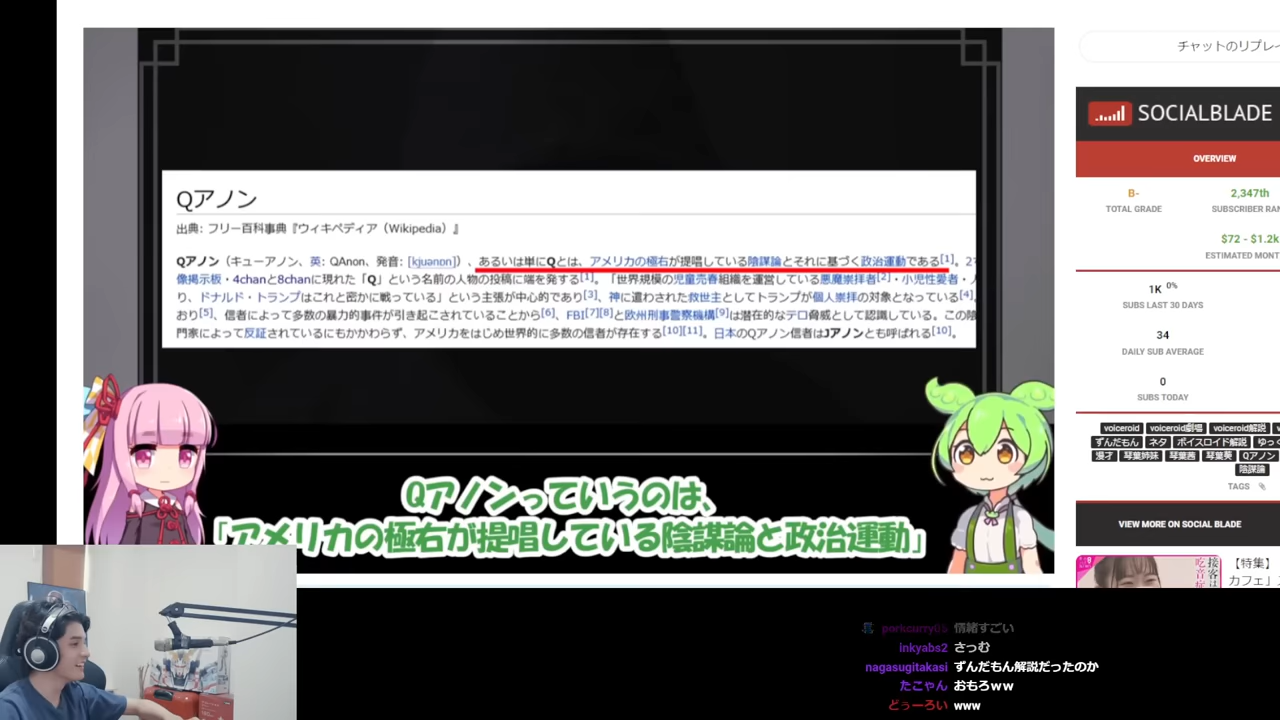 Qアノン
出典: フリー百科事典『ウィキペディア（Wikipedia）』
Qアノン（キューアノン、英: QAnon、発音: [kjuənɒn]）、あるいは単にQとは、アメリカの極右が提唱している陰謀論とそれに基づく政治運動である[1]。
像掲示板・4chanと8chanに現れた「Q」という名前の人物の投稿に端を発する[1]。「世界規模の児童売春組織を運営している悪魔崇拝者[2]・小児性愛者・
り、ドナルド・トランプはこれと密かに戦っている」という主張が中心的であり[3]、神に遣わされた救世主としてトランプが個人崇拝の対象となっている[4]。
おり[5]、信者によって多数の暴力的事件が引き起こされていることから[6]、FBI[7][8]と欧州刑事警察機構[9]は潜在的なテロ脅威として認識している。この陰
門家によって反証されているにもかかわらず、アメリカをはじめ世界的に多数の信者が存在する[10][11]。日本のQアノン信者はJアノンとも呼ばれる[10]。
Qアノンっていうのは、
「アメリカの極右が提唱している陰謀論と政治運動」
チャットのリプレイ
SOCIALBLADE
OVERVIEW
B- 2,347th
TOTAL GRADE SUBSCRIBER RAN
$72 - $1.2k
ESTIMATED MONT
1K 0%
SUBS LAST 30 DAYS
34
DAILY SUB AVERAGE
0
SUBS TODAY
voiceroid voiceroid劇場 voiceroid解説
ずんだもん ネタ ボイスロイド解説 ゆっく
漫才 琴葉姉妹 琴葉茜 琴葉葵 Qアノン
陰謀論
TAGS
VIEW MORE ON SOCIAL BLADE
【特集】
カフェ」
接客は
吃音症
porkcurry05 情緒すごい
inkyabs2 さっむ
nagasugitakasi ずんだもん解説だったのか
たこゃん おもろww
どぅーろい www